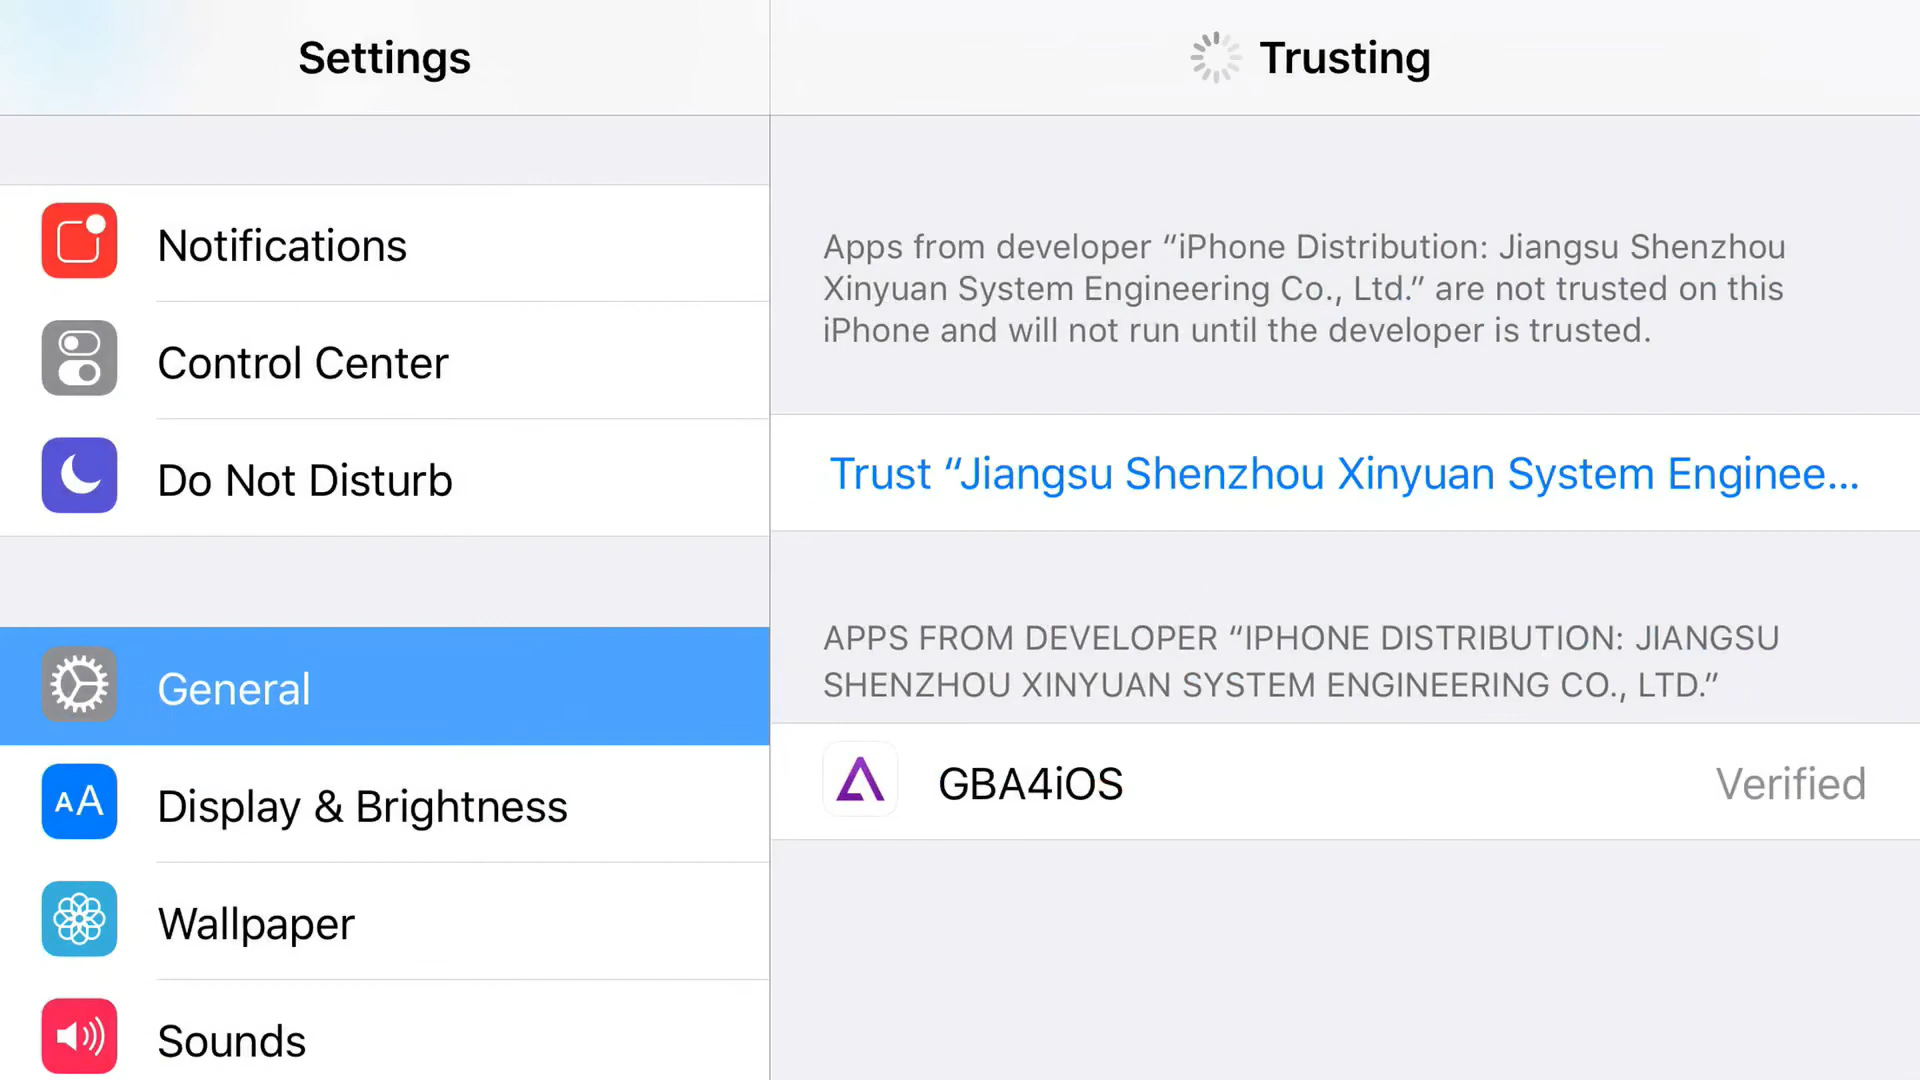 Settings
Notifications
Control Center
Do Not Disturb
General
AA
Display & Brightness
Wallpaper
Sounds
Trusting
Apps from developer “iPhone Distribution: Jiangsu Shenzhou
Xinyuan System Engineering Co., Ltd.” are not trusted on this
iPhone and will not run until the developer is trusted.
Trust “Jiangsu Shenzhou Xinyuan System Enginee...
APPS FROM DEVELOPER “IPHONE DISTRIBUTION: JIANGSU
SHENZHOU XINYUAN SYSTEM ENGINEERING CO., LTD.”
GBA4iOS
Verified